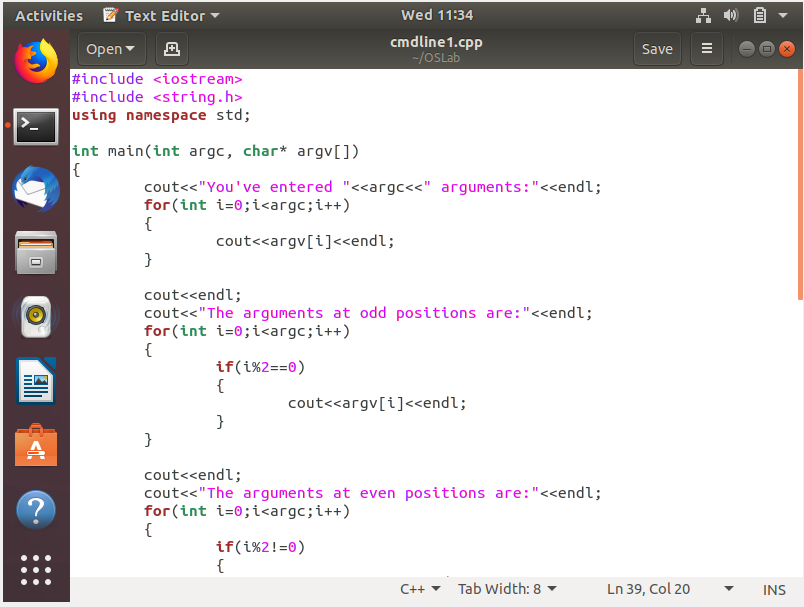 Activities Text Editor Wed 11:34
Open cmdline1.cpp Save
~/OSLab
#include <iostream>
#include <string.h>
using namespace std;
int main(int argc, char* argv[])
{
cout<<"You've entered "<<argc<<" arguments:"<<endl;
for(int i=0;i<argc;i++)
{
cout<<argv[i]<<endl;
}
cout<<endl;
cout<<"The arguments at odd positions are:"<<endl;
for(int i=0;i<argc;i++)
{
if(i%2==0)
{
cout<<argv[i]<<endl;
}
}
cout<<endl;
cout<<"The arguments at even positions are:"<<endl;
for(int i=0;i<argc;i++)
{
if(i%2!=0)
{
C++ Tab Width: 8 Ln 39, Col 20 INS